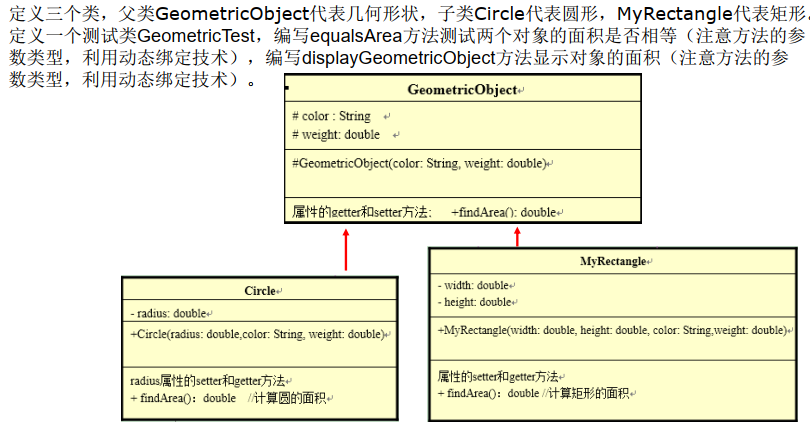 定义三个类，父类GeometricObject代表几何形状，子类Circle代表圆形，MyRectangle代表矩形.
定义一个测试类GeometricTest，编写equalsArea方法测试两个对象的面积是否相等（注意方法的参
数类型，利用动态绑定技术），编写displayGeometricObject方法显示对象的面积（注意方法的参
数类型，利用动态绑定技术）。
GeometricObject
# color : String
# weight: double
#GeometricObject(color: String, weight: double)
属性的getter和setter方法； +findArea(): double
Circle
- radius: double
+Circle(radius: double,color: String, weight: double)
radius属性的setter和getter方法
+ findArea()：double //计算圆的面积
MyRectangle
- width: double
- height: double
+MyRectangle(width: double, height: double, color: String,weight: double)
属性的setter和getter方法
+ findArea()：double //计算矩形的面积